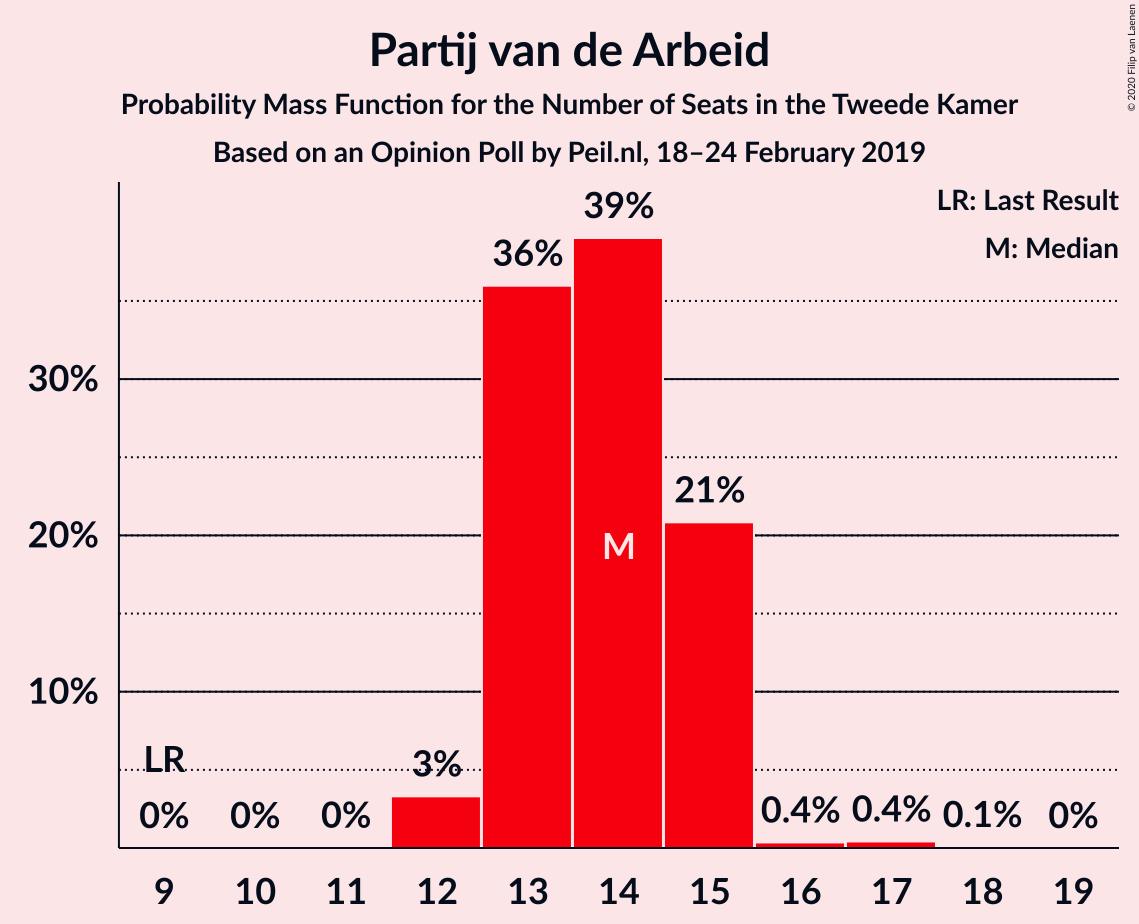 Partij van de Arbeid
Probability Mass Function for the Number of Seats in the Tweede Kamer
Based on an Opinion Poll by Peil.nl, 18–24 February 2019
© 2020 Filip van Laenen
LR: Last Result
M: Median
39%
36%
30%
21%
20%
M
10%
LR
3%
0% 0% 0% 0.4% 0.4% 0.1% 0%
9 10 11 12 13 14 15 16 17 18 19